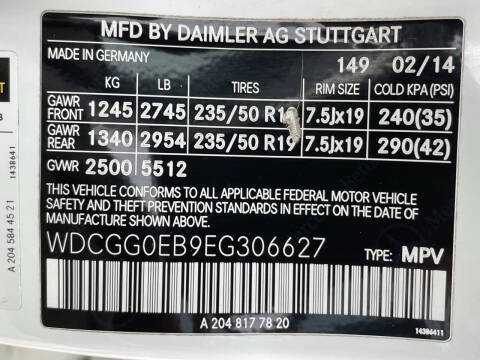 MFD BY DAIMLER AG STUTTGART
MADE IN GERMANY 149 02/14
KG LB TIRES RIM SIZE COLD KPA (PSI)
GAWR FRONT 1245 2745 235/50 7.5Jx19 240(35)
GAWR REAR 1340 2954 235/50 R19 7.5Jx19 290(42)
GVWR 2500 5512
THIS VEHICLE CONFORMS TO ALL APPLICABLE FEDERAL MOTOR VEHICLE
SAFETY AND THEFT PREVENTION STANDARDS IN EFFECT ON THE DATE OF
MANUFACTURE SHOWN ABOVE.
WDCGG0EB9EG306627 TYPE: MPV
A 204 817 78 20
14386411
A 204 584 45 21
1438641